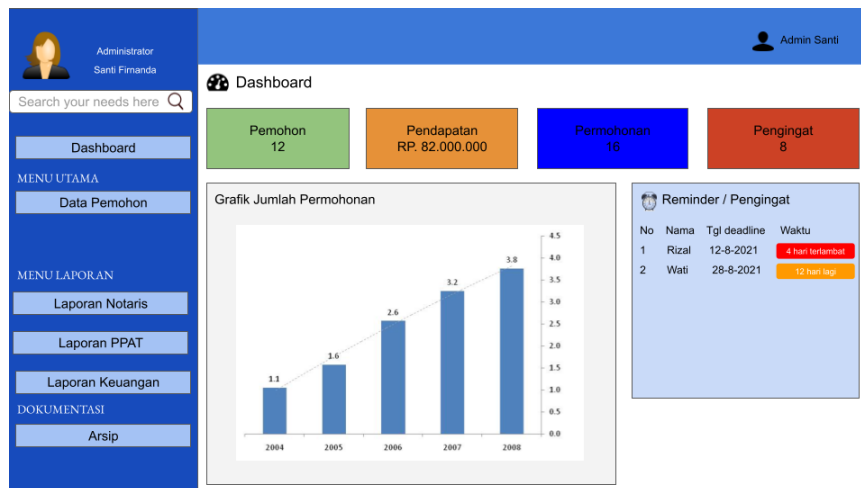 Administrator
Santi Firnanda
Search your needs here
Dashboard
MENU UTAMA
Data Pemohon
MENU LAPORAN
Laporan Notaris
Laporan PPAT
Laporan Keuangan
DOKUMENTASI
Arsip
Admin Santi
Dashboard
Pemohon
12
Pendapatan
RP. 82.000.000
Permohonan
16
Pengingat
8
Grafik Jumlah Permohonan
4.5
4.0
3.5
3.0
2.5
2.0
1.5
1.0
0.5
0.0
1.1
1.6
2.6
3.2
3.8
2004 2005 2006 2007 2008
Reminder / Pengingat
No Nama Tgl deadline Waktu
1 Rizal 12-8-2021 4 hari terlambat
2 Wati 28-8-2021 12 hari lagi